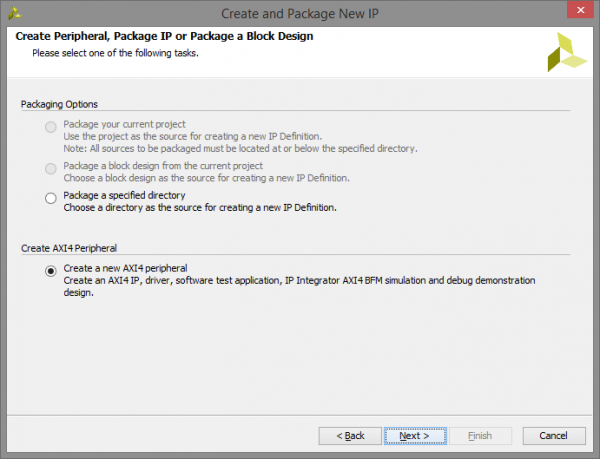 Create and Package New IP
Create Peripheral, Package IP or Package a Block Design
Please select one of the following tasks.
Packaging Options
Package your current project
Use the project as the source for creating a new IP Definition.
Note: All sources to be packaged must be located at or below the specified directory.
Package a block design from the current project
Choose a block design as the source for creating a new IP Definition.
Package a specified directory
Choose a directory as the source for creating a new IP Definition.
Create AXI4 Peripheral
Create a new AXI4 peripheral
Create an AXI4 IP, driver, software test application, IP Integrator AXI4 BFM simulation and debug demonstration
design.
< Back
Next >
Finish
Cancel